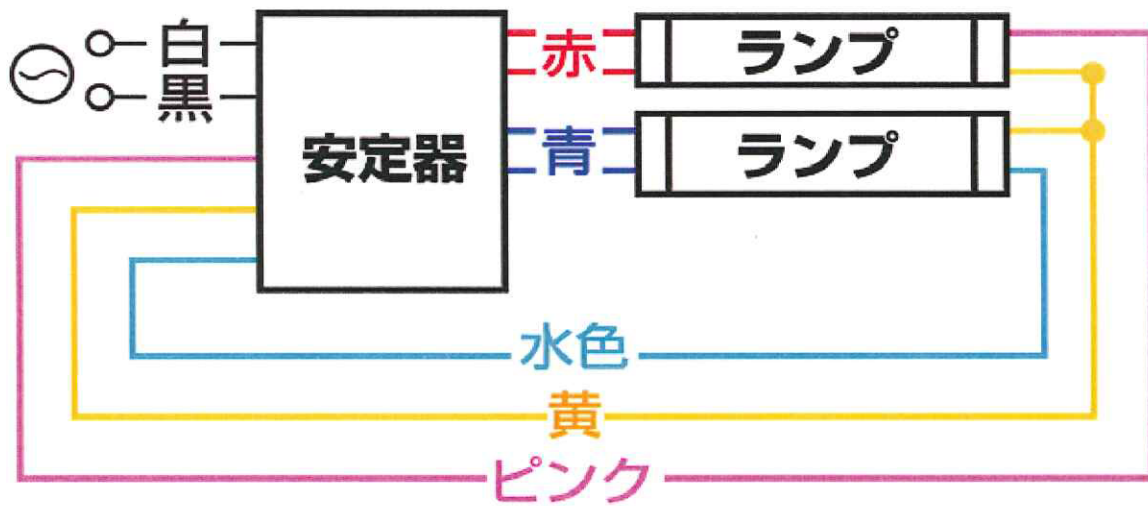 白
黒
安定器
赤
青
ランプ
ランプ
水色
黄
ピンク